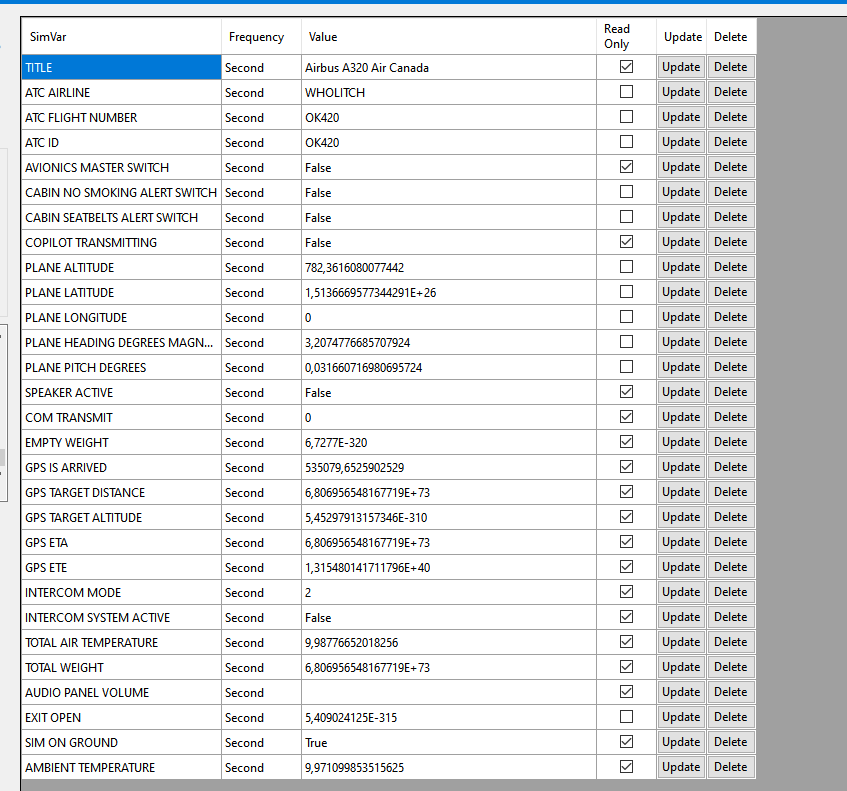 SimVar Frequency Value Read Only Update Delete
TITLE Second Airbus A320 Air Canada Update Delete
ATC AIRLINE Second WHOLITCH Update Delete
ATC FLIGHT NUMBER Second OK420 Update Delete
ATC ID Second OK420 Update Delete
AVIONICS MASTER SWITCH Second False Update Delete
CABIN NO SMOKING ALERT SWITCH Second False Update Delete
CABIN SEATBELTS ALERT SWITCH Second False Update Delete
COPILOT TRANSMITTING Second False Update Delete
PLANE ALTITUDE Second 782,3616080077442 Update Delete
PLANE LATITUDE Second 1,5136669577344291E+26 Update Delete
PLANE LONGITUDE Second 0 Update Delete
PLANE HEADING DEGREES MAGN... Second 3,2074776685707924 Update Delete
PLANE PITCH DEGREES Second 0,031660716980695724 Update Delete
SPEAKER ACTIVE Second False Update Delete
COM TRANSMIT Second 0 Update Delete
EMPTY WEIGHT Second 6,7277E-320 Update Delete
GPS IS ARRIVED Second 535079,6525902529 Update Delete
GPS TARGET DISTANCE Second 6,806956548167719E+73 Update Delete
GPS TARGET ALTITUDE Second 5,45297913157346E-310 Update Delete
GPS ETA Second 6,806956548167719E+73 Update Delete
GPS ETE Second 1,315480141711796E+40 Update Delete
INTERCOM MODE Second 2 Update Delete
INTERCOM SYSTEM ACTIVE Second False Update Delete
TOTAL AIR TEMPERATURE Second 9,98776652018256 Update Delete
TOTAL WEIGHT Second 6,806956548167719E+73 Update Delete
AUDIO PANEL VOLUME Second Update Delete
EXIT OPEN Second 5,409024125E-315 Update Delete
SIM ON GROUND Second True Update Delete
AMBIENT TEMPERATURE Second 9,971099853515625 Update Delete